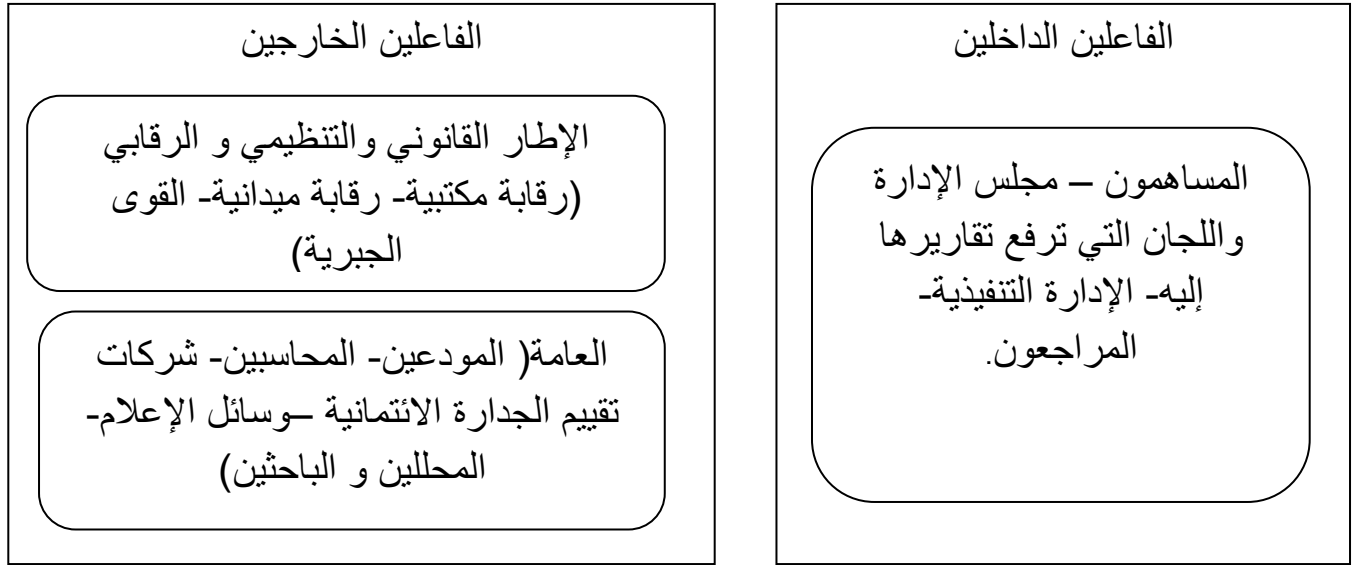 الفاعلين الداخلين
المساهمون – مجلس الإدارة
واللجان التي ترفع تقاريرها
إليه- الإدارة التنفيذية-
المراجعون.
الفاعلين الخارجين
الإطار القانوني والتنظيمي و الرقابي
(رقابة مكتبية- رقابة ميدانية- القوى
الجبرية)
العامة( المودعين- المحاسبين- شركات
تقييم الجدارة الائتمانية –وسائل الإعلام-
المحللين و الباحثين)